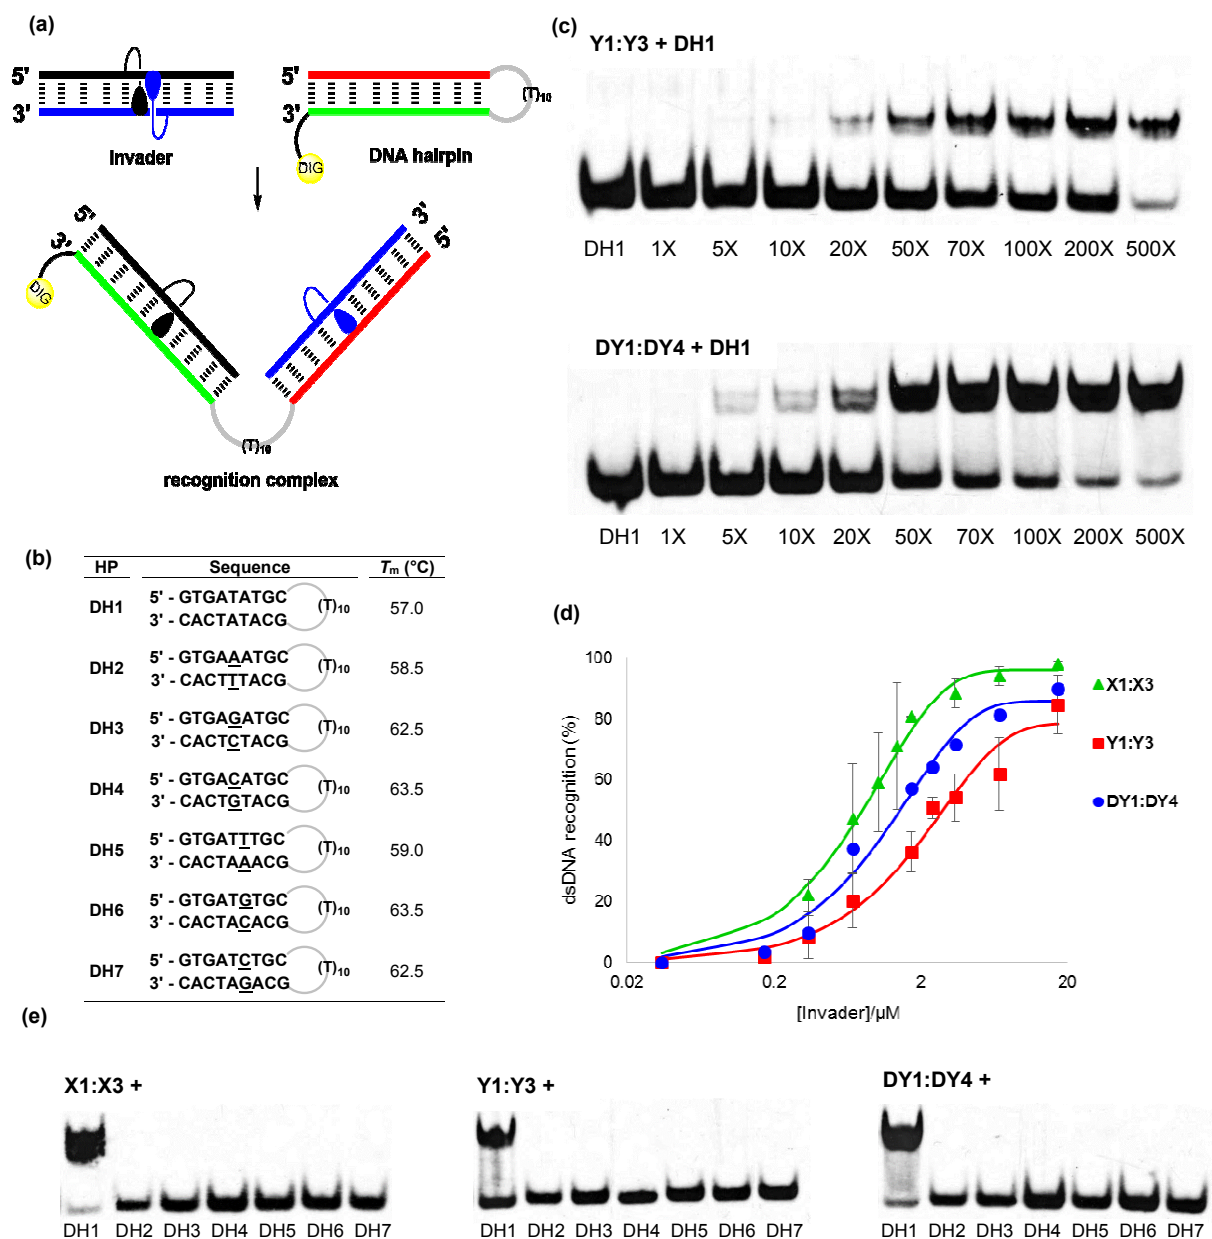 (a)
5'
3'
Invader
5'
3'
(T)10
DIG
DNA hairpin
5'
3'
DIG
3'
5'
(T)10
recognition complex
(b)
HP Sequence Tm (°C)
DH1 5' - GTGATATGC (T)10 57.0
3' - CACTATACG
DH2 5' - GTGAAATGC (T)10 58.5
3' - CACTTTACG
DH3 5' - GTGAGATGC (T)10 62.5
3' - CACTCTACG
DH4 5' - GTGACATGC (T)10 63.5
3' - CACTGTACG
DH5 5' - GTGATTTGC (T)10 59.0
3' - CACTAAACG
DH6 5' - GTGATGTGC (T)10 63.5
3' - CACTACACG
DH7 5' - GTGATCTGC (T)10 62.5
3' - CACTAGACG
(c)
Y1:Y3 + DH1
DH1 1X 5X 10X 20X 50X 70X 100X 200X 500X
DY1:DY4 + DH1
DH1 1X 5X 10X 20X 50X 70X 100X 200X 500X
(d)
dsDNA recognition (%)
100
80
60
40
20
0
0.02 0.2 2 20
[Invader]/µM
X1:X3
Y1:Y3
DY1:DY4
(e)
X1:X3 +
DH1 DH2 DH3 DH4 DH5 DH6 DH7
Y1:Y3 +
DH1 DH2 DH3 DH4 DH5 DH6 DH7
DY1:DY4 +
DH1 DH2 DH3 DH4 DH5 DH6 DH7